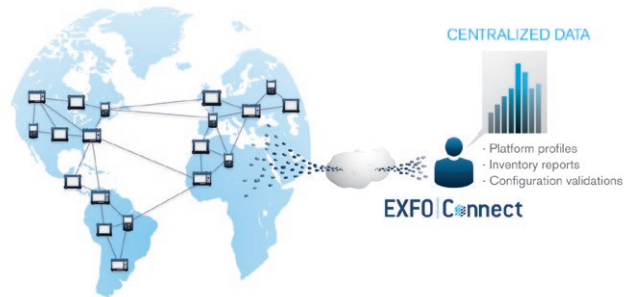 CENTRALIZED DATA
· Platform profiles
· Inventory reports
· Configuration validations
EXFO | Connect